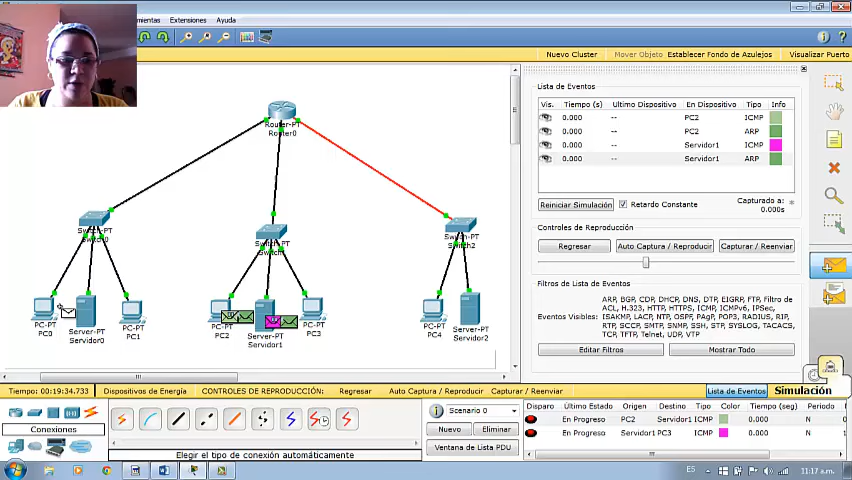 mientas Extensiones Ayuda
Nuevo Cluster Mover Objeto Establecer Fondo de Azulejos Visualizar Puerto
Lista de Eventos
Vis. Tiempo (s) Ultimo Dispositivo En Dispositivo Tipo Info
0.000 -- PC2 ICMP
0.000 -- PC2 ARP
0.000 -- Servidor1 ICMP
0.000 -- Servidor1 ARP
Reiniciar Simulación Retardo Constante Capturado a: 0.000s
Controles de Reproducción
Regresar Auto Captura / Reproducir Capturar / Reenviar
Filtros de Lista de Eventos
Eventos Visibles: ARP, BGP, CDP, DHCP, DNS, DTP, EIGRP, FTP, Filtro de
ACL, H.323, HTTP, HTTPS, ICMP, ICMPv6, IPSec,
ISAKMP, LACP, NTP, OSPF, PAgP, POP3, RADIUS, RIP,
RTP, SCCP, SMTP, SNMP, SSH, STP, SYSLOG, TACACS,
TCP, TFTP, Telnet, UDP, VTP
Editar Filtros Mostrar Todo
Router-PT
Router0
Switch-PT
Switch0
Switch-PT
Switch-PT
Switch2
PC-PT
PC0
Server-PT
Servidor0
PC-PT
PC1
PC-PT
PC2
Server-PT
Servidor1
PC-PT
PC3
PC-PT
PC4
Server-PT
Servidor2
Time: 00:19:34.733 Dispositivos de Energía CONTROLES DE REPRODUCCIÓN: Regresar Auto Captura / Reproducir Capturar / Reenviar Lista de Eventos Simulación
Conexiones
Elegir el tipo de conexión automáticamente
Scenario 0
Nuevo Eliminar
Ventana de Lista PDU
Disparo Último Estado Origen Destino Tipo Color Tiempo (seg) Periodo N
En Progreso PC2 Servidor1 ICMP 0.000 N
En Progreso Servidor1 PC3 ICMP 0.000 N
ES 11:17 a.m.